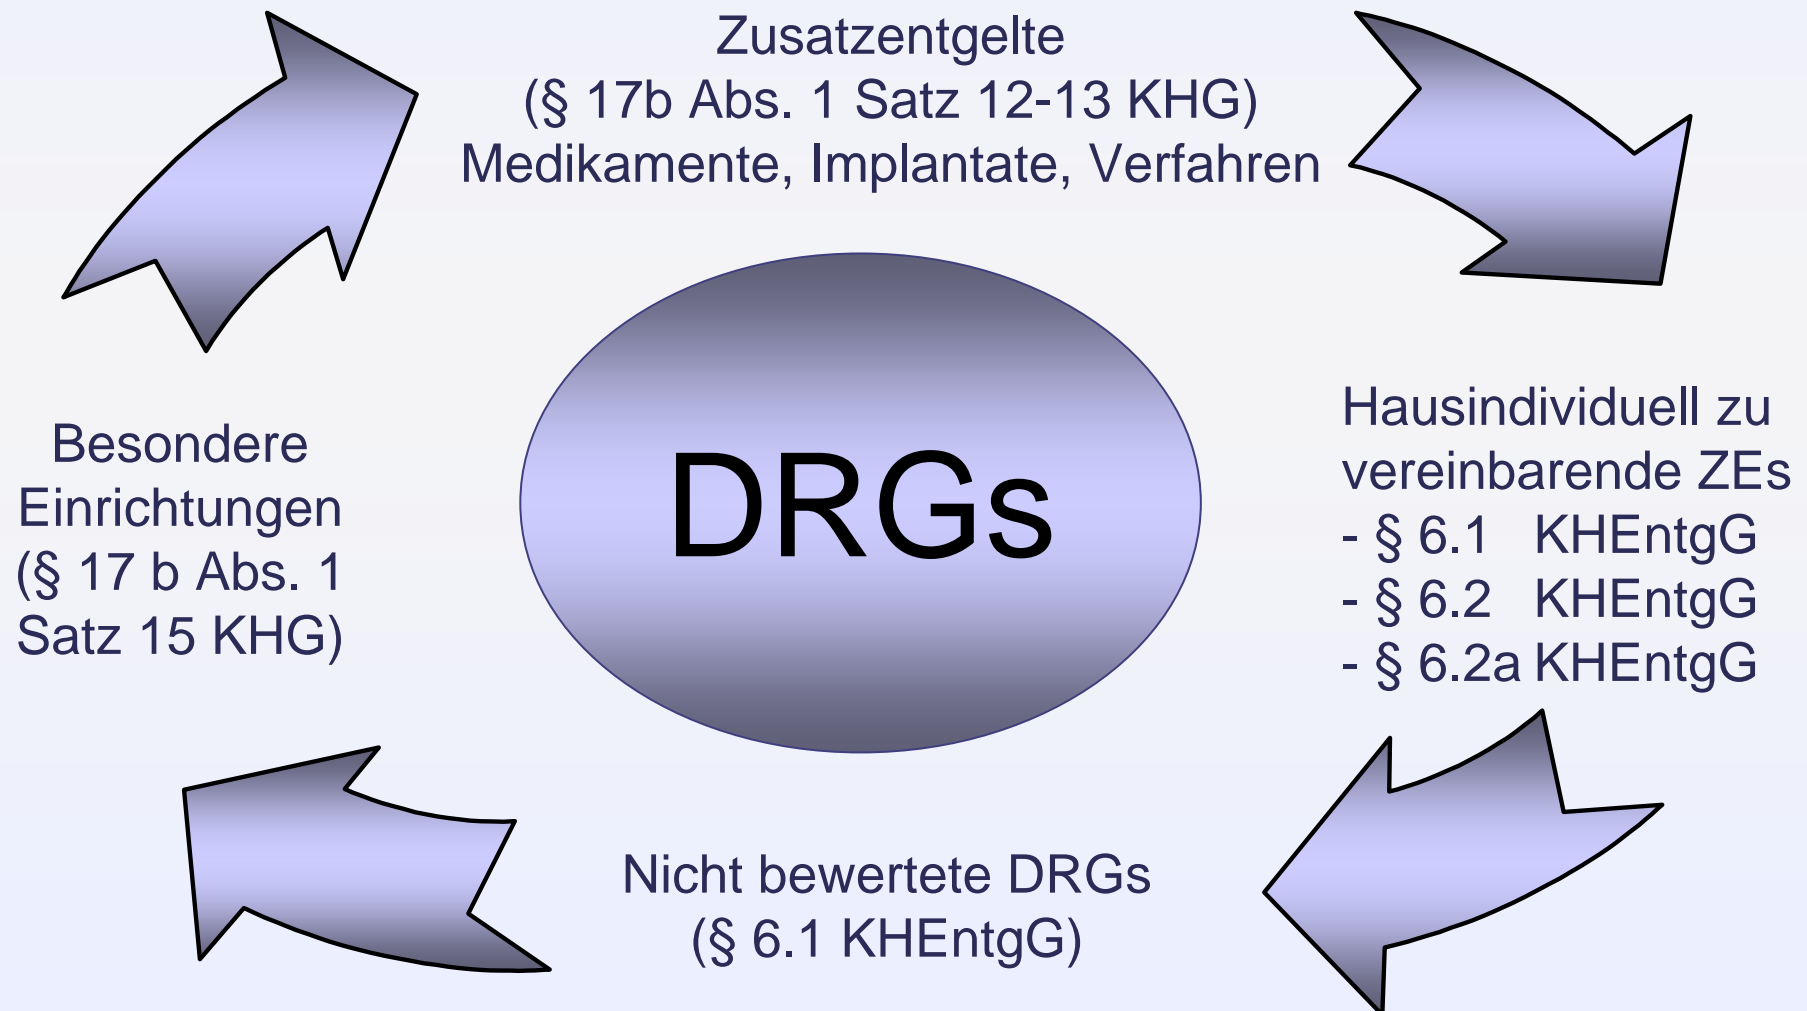 Zusatzentgelte
(§ 17b Abs. 1 Satz 12-13 KHG)
Medikamente, Implantate, Verfahren
Hausindividuell zu
vereinbarende ZEs
- § 6.1 KHEntgG
- § 6.2 KHEntgG
- § 6.2a KHEntgG
Nicht bewertete DRGs
(§ 6.1 KHEntgG)
Besondere
Einrichtungen
(§ 17 b Abs. 1
Satz 15 KHG)
DRGs